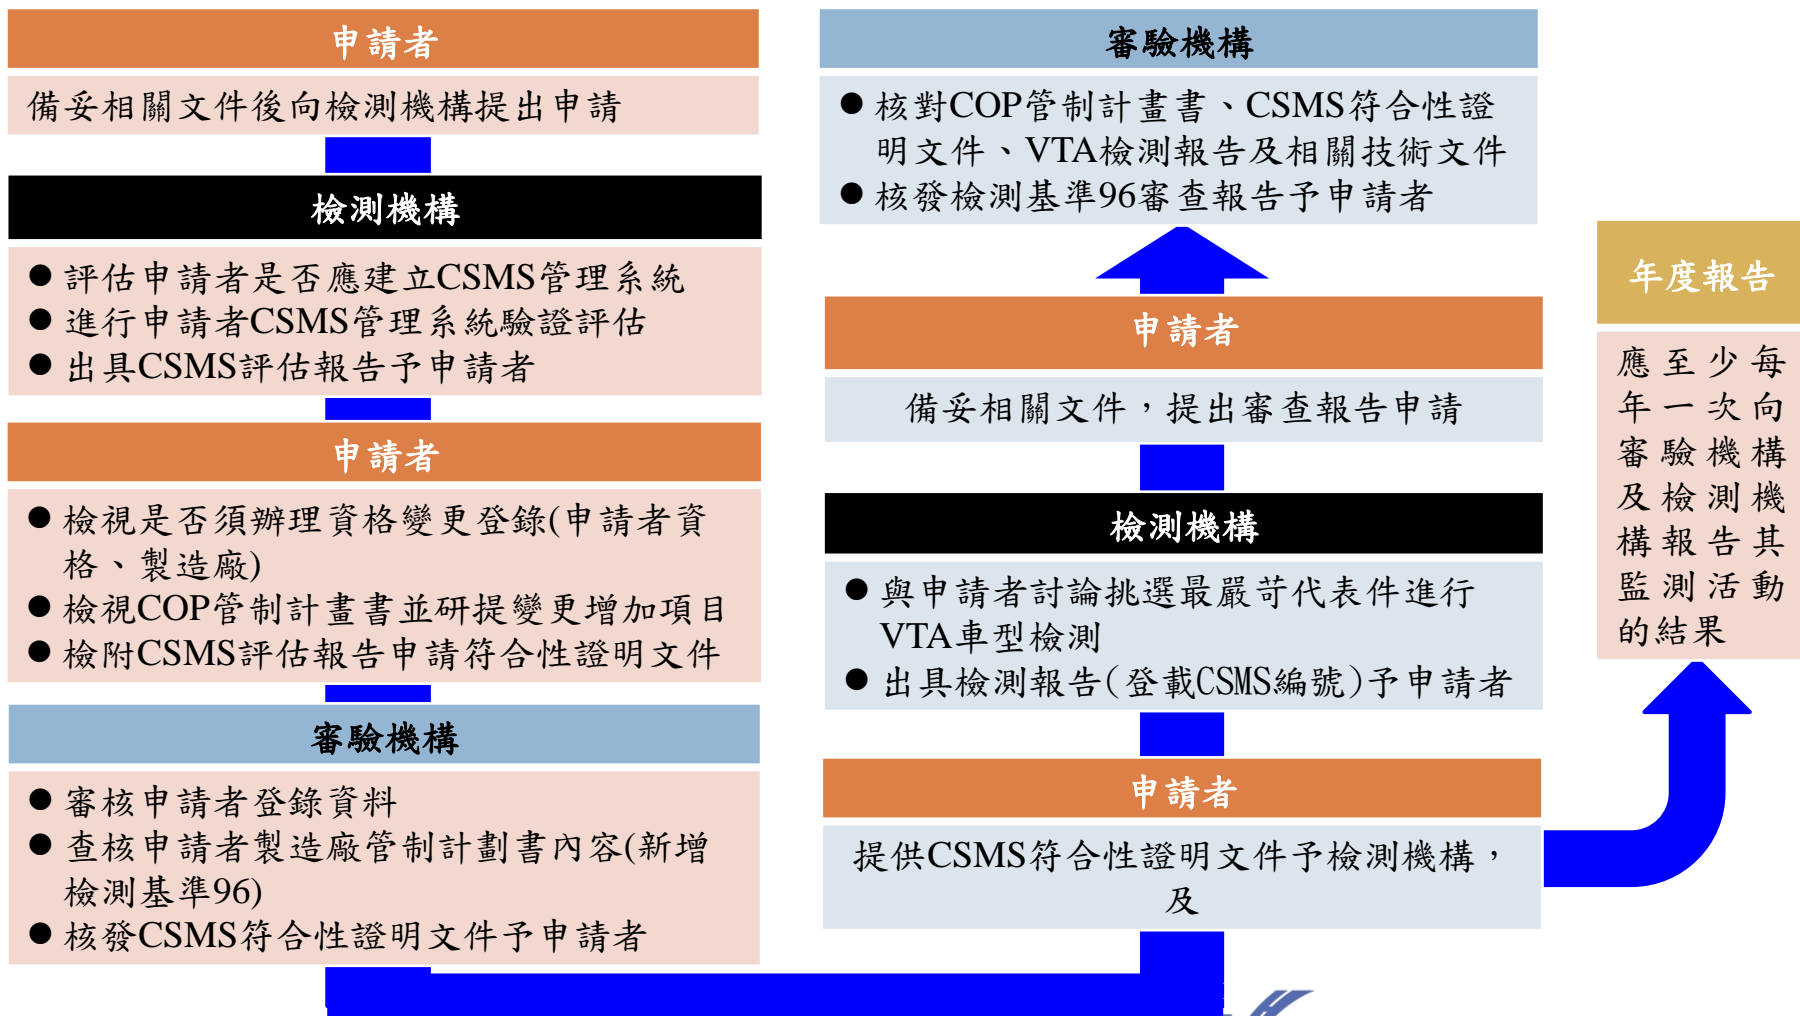 申請者
備妥相關文件後向檢測機構提出申請
檢測機構
● 評估申請者是否應建立CSMS管理系統
● 進行申請者CSMS管理系統驗證評估
● 出具CSMS評估報告予申請者
申請者
● 檢視是否須辦理資格變更登錄(申請者資
格、製造廠)
● 檢視COP管制計畫書並研提變更增加項目
● 檢附CSMS評估報告申請符合性證明文件
審驗機構
● 審核申請者登錄資料
● 查核申請者製造廠管制計劃書內容(新增
檢測基準96)
● 核發CSMS符合性證明文件予申請者
審驗機構
● 核對COP管制計畫書、CSMS符合性證
明文件、VTA檢測報告及相關技術文件
● 核發檢測基準96審查報告予申請者
申請者
備妥相關文件，提出審查報告申請
檢測機構
● 與申請者討論挑選最嚴苛代表件進行
VTA車型檢測
● 出具檢測報告(登載CSMS編號)予申請者
申請者
提供CSMS符合性證明文件予檢測機構，
及
年度報告
應至少每
年一次向
審驗機構
及檢測機
構報告其
監測活動
的結果